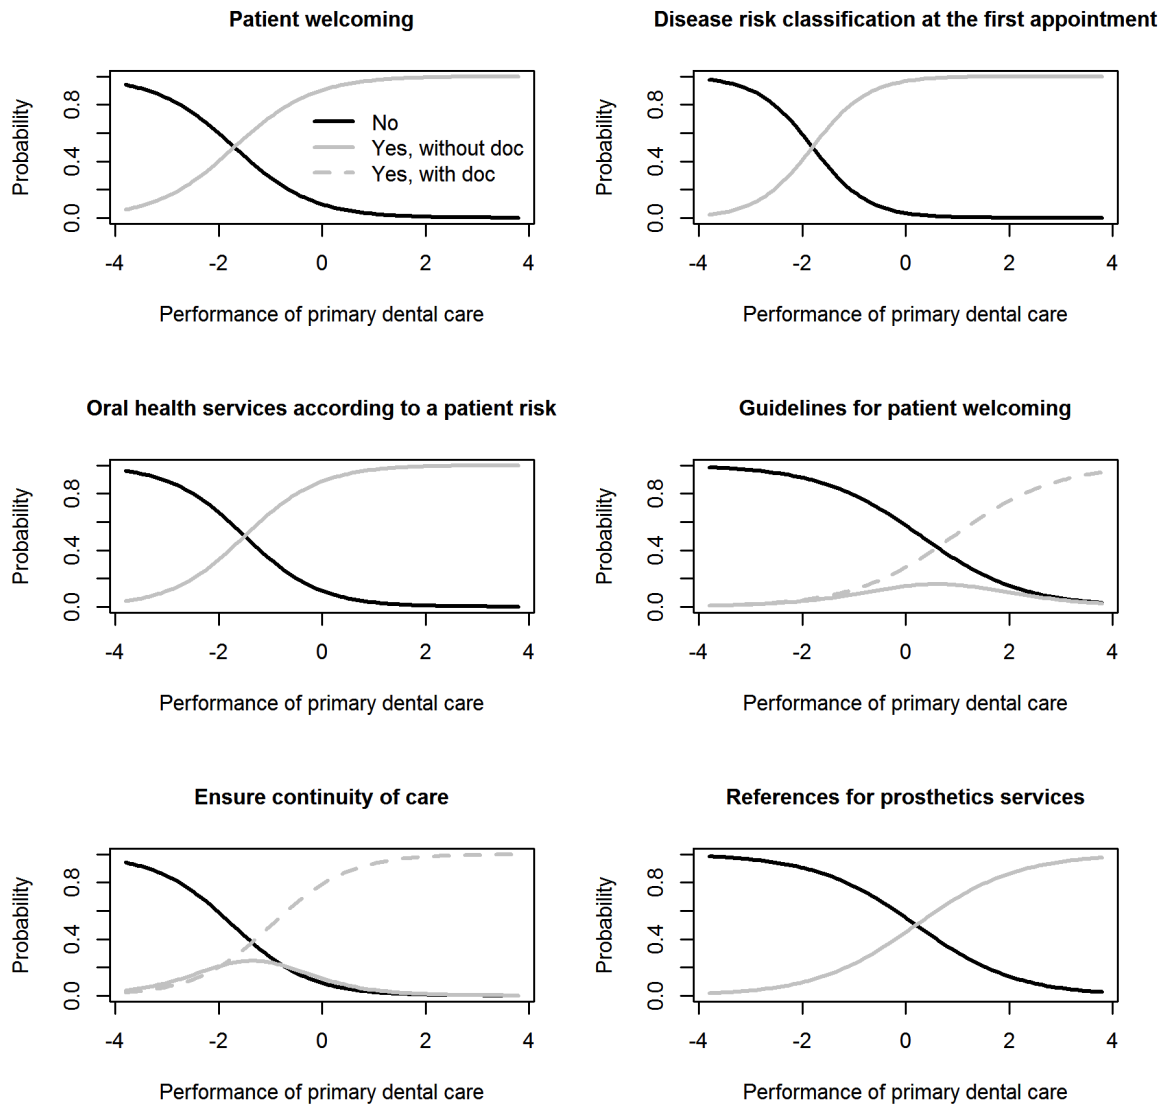 Patient welcoming
Probability
0.0 0.4 0.8
No
Yes, without doc
Yes, with doc
-4 -2 0 2 4
Performance of primary dental care
Disease risk classification at the first appointment
Probability
0.0 0.4 0.8
-4 -2 0 2 4
Performance of primary dental care
Oral health services according to a patient risk
Probability
0.0 0.4 0.8
-4 -2 0 2 4
Performance of primary dental care
Guidelines for patient welcoming
Probability
0.0 0.4 0.8
-4 -2 0 2 4
Performance of primary dental care
Ensure continuity of care
Probability
0.0 0.4 0.8
-4 -2 0 2 4
Performance of primary dental care
References for prosthetics services
Probability
0.0 0.4 0.8
-4 -2 0 2 4
Performance of primary dental care